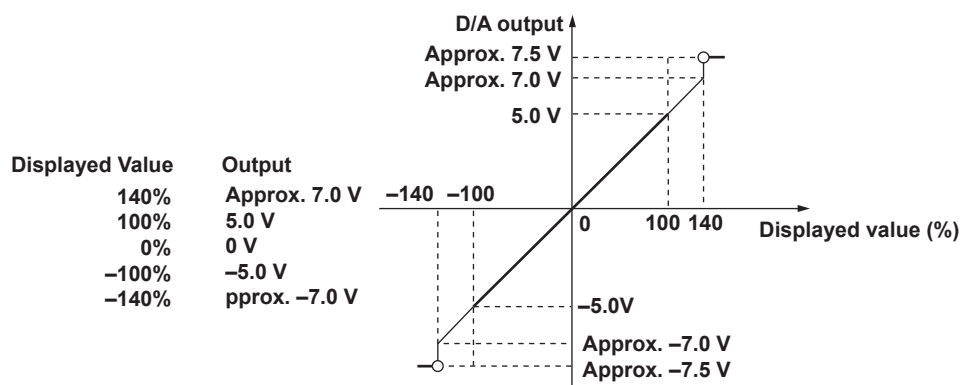 D/A output
Approx. 7.5 V
Approx. 7.0 V
5.0 V
Displayed Value Output
140% Approx. 7.0 V
100% 5.0 V
0% 0 V
–100% –5.0 V
–140% pprox. –7.0 V
–140 –100
0 100 140
Displayed value (%)
–5.0V
Approx. –7.0 V
Approx. –7.5 V